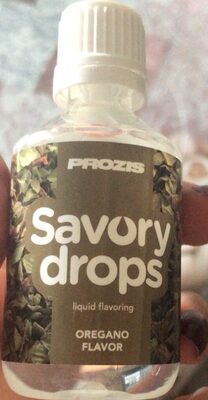 PROZIS
Savory
drops
liquid flavoring
OREGANO
FLAVOR